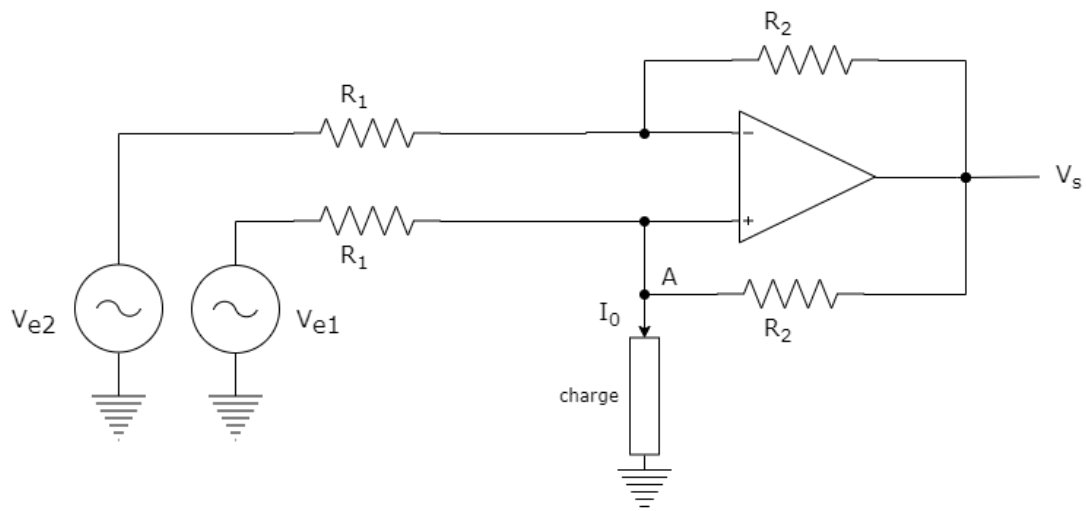 R₂
R₁
−
Vₛ
+
R₁
A
I₀
R₂
Vₑ₂
Vₑ₁
charge